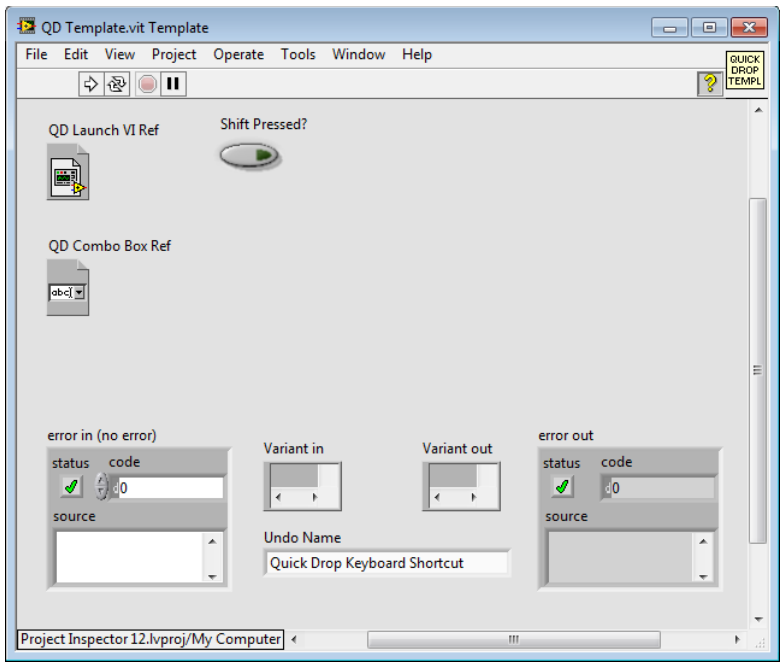 QD Template.vit Template
File Edit View Project Operate Tools Window Help
QUICK
DROP
TEMPL
QD Launch VI Ref
Shift Pressed?
QD Combo Box Ref
abc
error in (no error)
status code
0
source
Variant in
Variant out
Undo Name
Quick Drop Keyboard Shortcut
error out
status code
0
source
Project Inspector 12.lvproj/My Computer